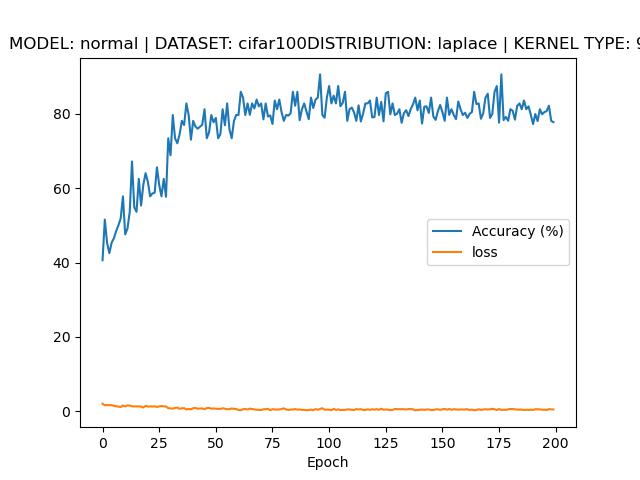 MODEL: normal | DATASET: cifar100DISTRIBUTION: laplace | KERNEL TYPE: 9
80
60
40
20
0
Accuracy (%)
loss
0 25 50 75 100 125 150 175 200
Epoch